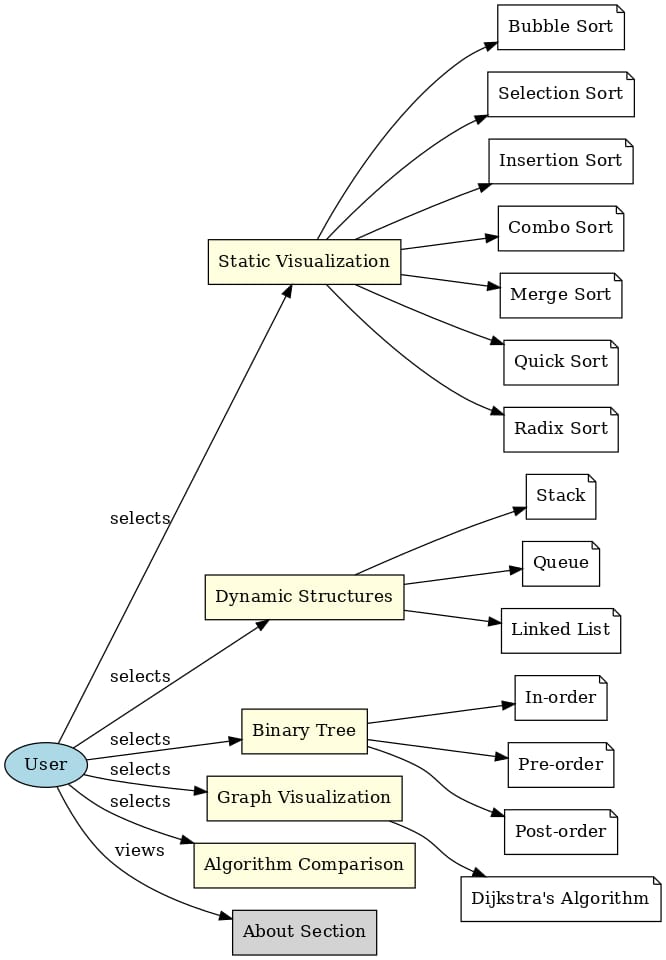 Bubble Sort
Selection Sort
Insertion Sort
Static Visualization
Combo Sort
Merge Sort
Quick Sort
Radix Sort
selects
Stack
Queue
Dynamic Structures
Linked List
selects
In-order
Binary Tree
selects
User
selects
Pre-order
Graph Visualization
selects
Post-order
Algorithm Comparison
views
Dijkstra's Algorithm
About Section